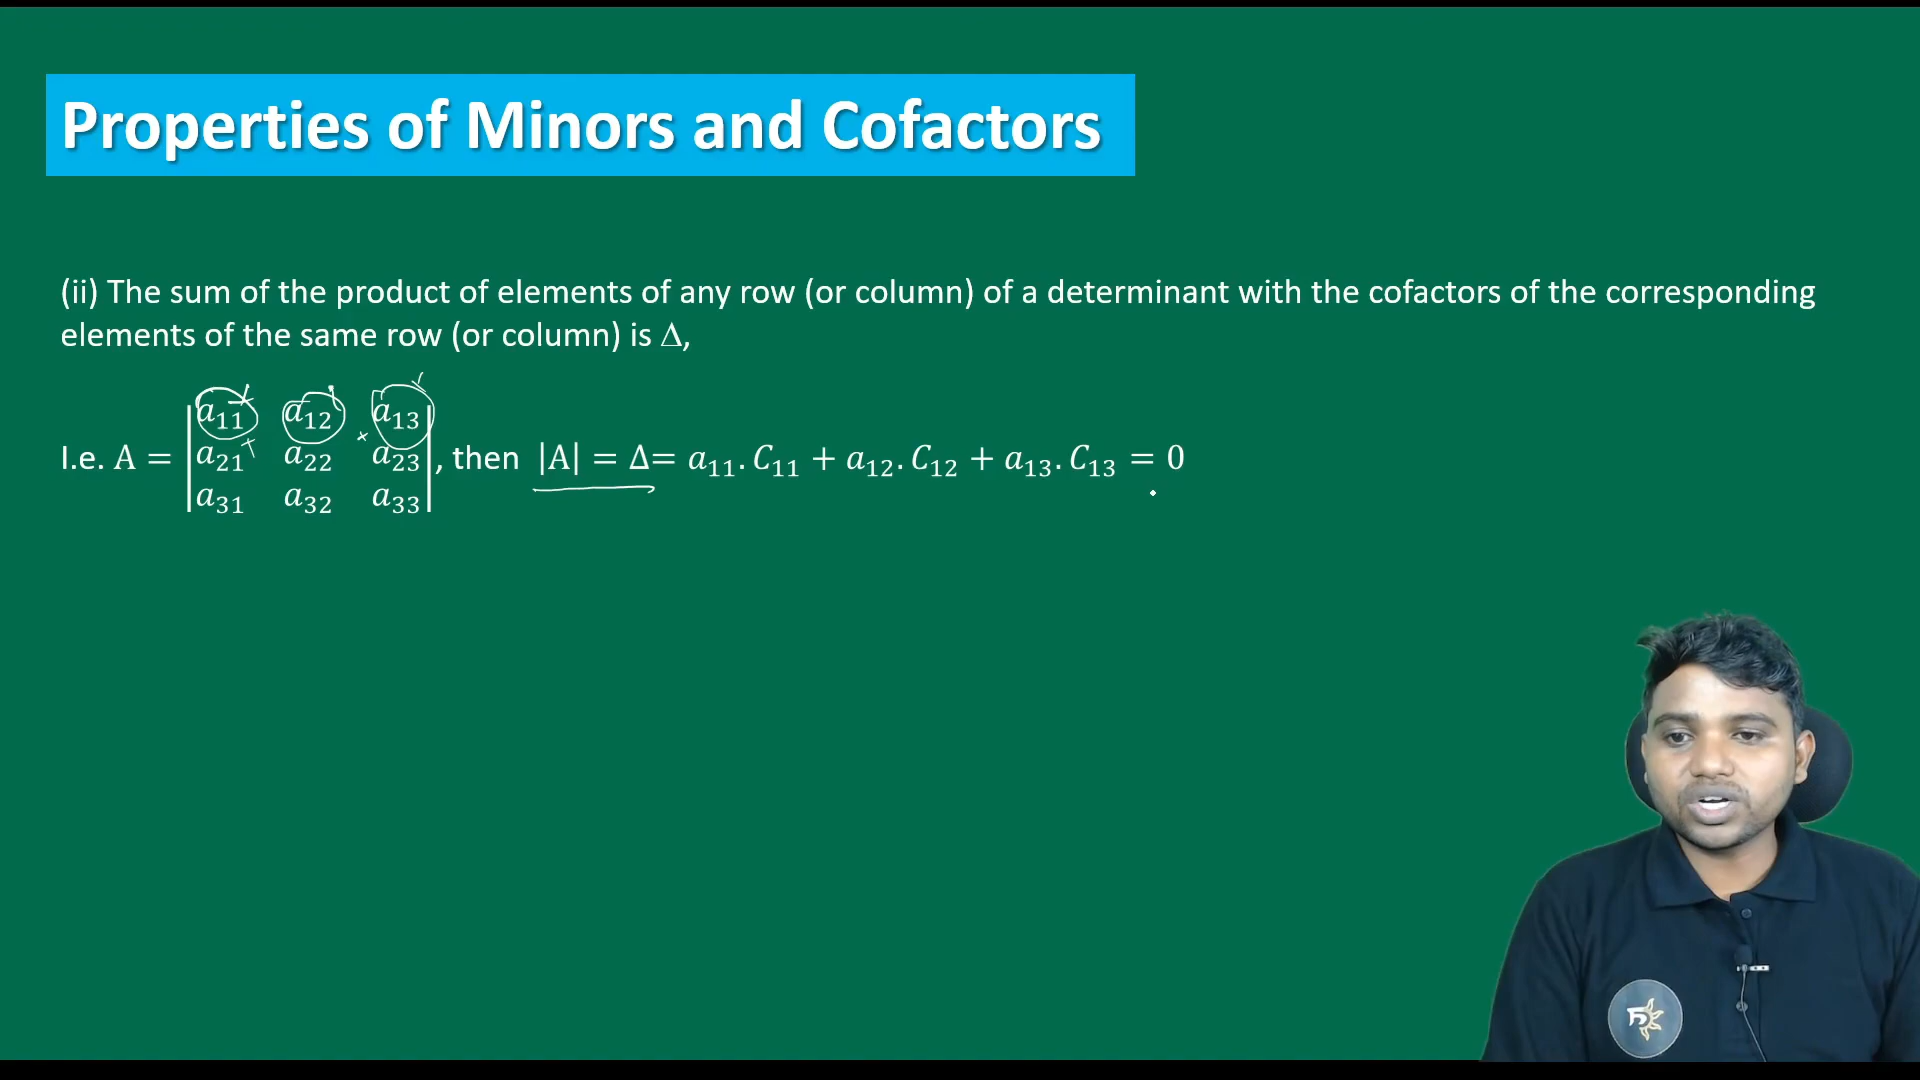 Properties of Minors and Cofactors
(ii) The sum of the product of elements of any row (or column) of a determinant with the cofactors of the corresponding
elements of the same row (or column) is Δ,
a₁₁ a₁₂ a₁₃
I.e. A = |a₂₁ a₂₂ a₂₃|, then |A| = Δ= a₁₁. C₁₁ + a₁₂. C₁₂ + a₁₃. C₁₃ = 0
a₃₁ a₃₂ a₃₃